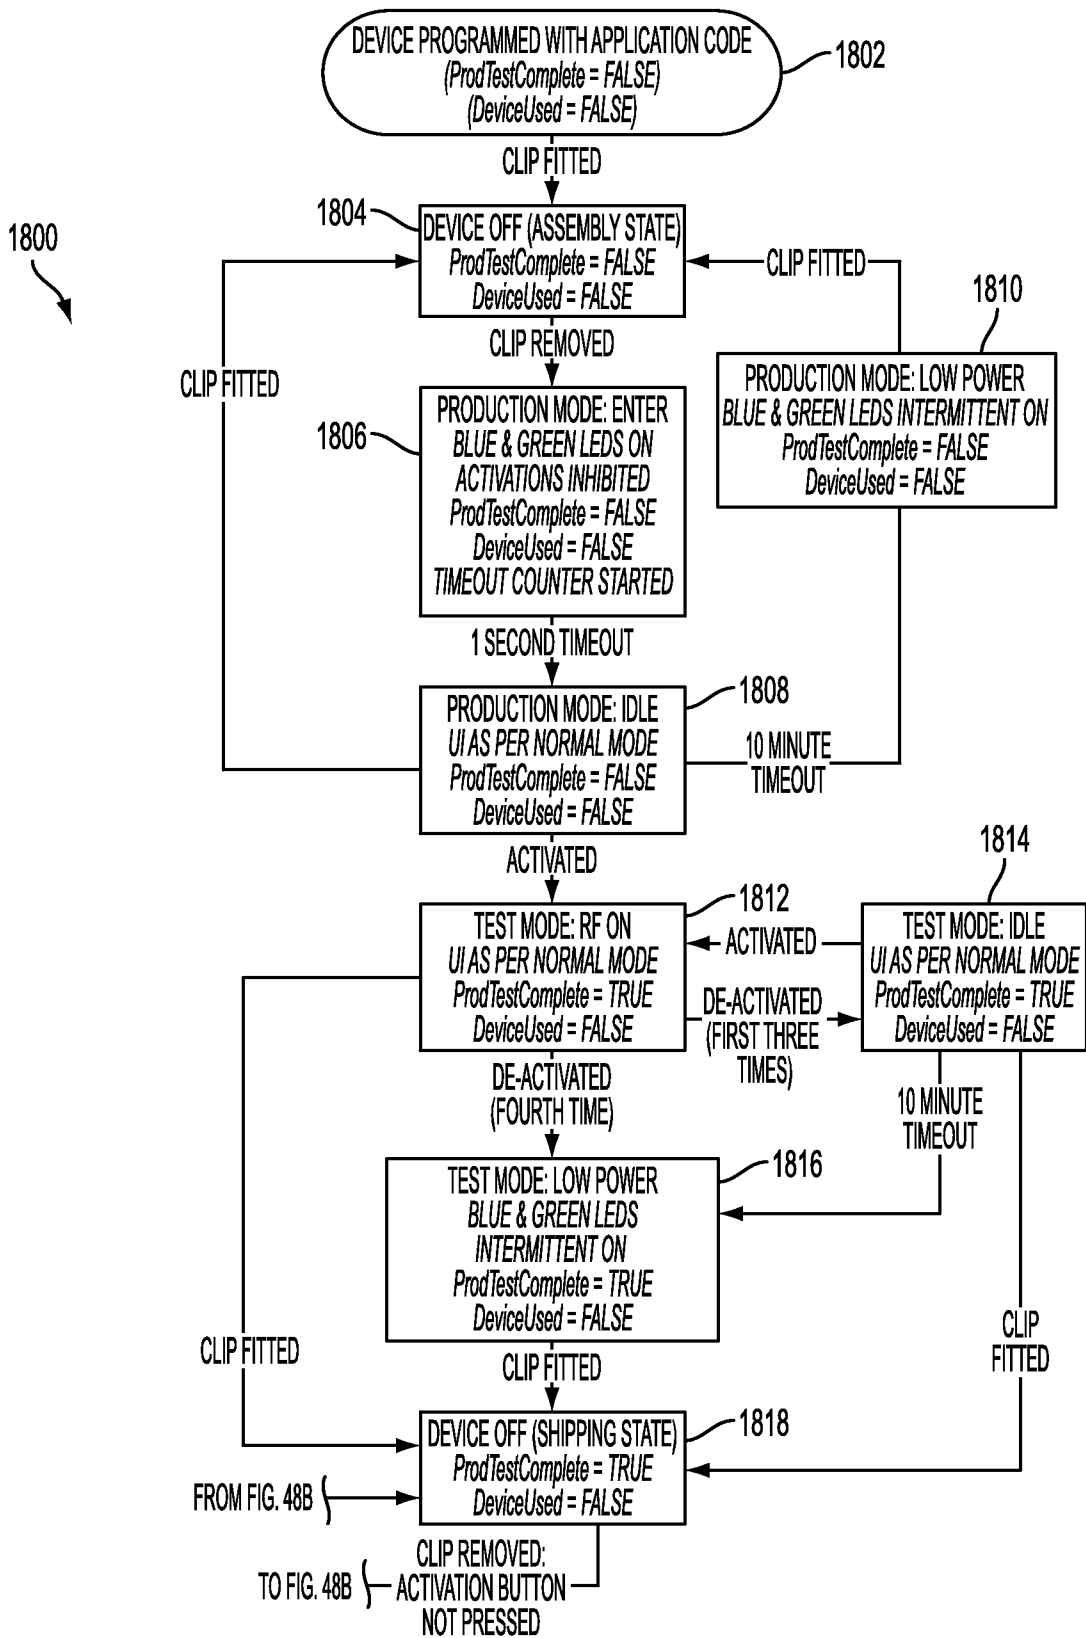 DEVICE PROGRAMMED WITH APPLICATION CODE
(ProdTestComplete = FALSE)
(DeviceUsed = FALSE)
1802
CLIP FITTED
1800
1804
DEVICE OFF (ASSEMBLY STATE)
ProdTestComplete = FALSE
DeviceUsed = FALSE
CLIP FITTED
1810
CLIP REMOVED
CLIP FITTED
PRODUCTION MODE: LOW POWER
BLUE & GREEN LEDS INTERMITTENT ON
ProdTestComplete = FALSE
DeviceUsed = FALSE
1806
PRODUCTION MODE: ENTER
BLUE & GREEN LEDS ON
ACTIVATIONS INHIBITED
ProdTestComplete = FALSE
DeviceUsed = FALSE
TIMEOUT COUNTER STARTED
1 SECOND TIMEOUT
1808
PRODUCTION MODE: IDLE
UI AS PER NORMAL MODE
ProdTestComplete = FALSE
DeviceUsed = FALSE
10 MINUTE
TIMEOUT
ACTIVATED
1812
1814
TEST MODE: RF ON
UI AS PER NORMAL MODE
ProdTestComplete = TRUE
DeviceUsed = FALSE
ACTIVATED
DE-ACTIVATED
(FIRST THREE
TIMES)
TEST MODE: IDLE
UI AS PER NORMAL MODE
ProdTestComplete = TRUE
DeviceUsed = FALSE
DE-ACTIVATED
(FOURTH TIME)
10 MINUTE
TIMEOUT
1816
TEST MODE: LOW POWER
BLUE & GREEN LEDS
INTERMITTENT ON
ProdTestComplete = TRUE
DeviceUsed = FALSE
CLIP FITTED
CLIP FITTED
CLIP
FITTED
1818
DEVICE OFF (SHIPPING STATE)
ProdTestComplete = TRUE
DeviceUsed = FALSE
FROM FIG. 48B
TO FIG. 48B
CLIP REMOVED:
ACTIVATION BUTTON
NOT PRESSED